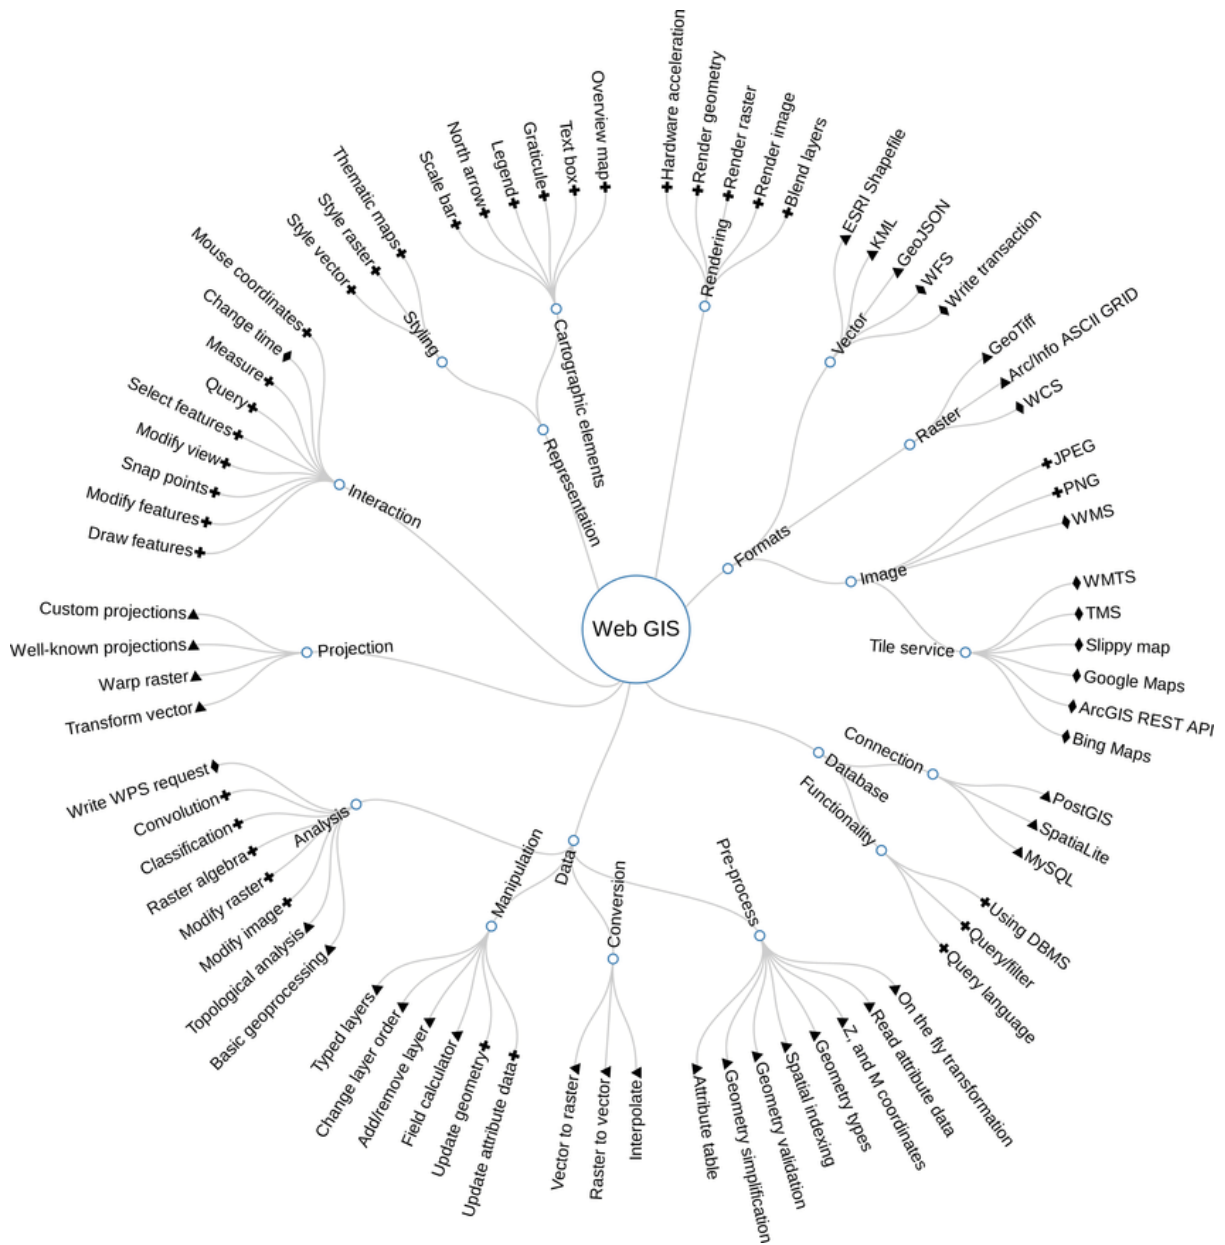 Web GIS
Rendering
Hardware acceleration
Render geometry
Render raster
Render image
Blend layers
Formats
Vector
ESRI Shapefile
KML
GeoJSON
WFS
Write transaction
Raster
GeoTiff
Arc/Info ASCII GRID
WCS
Image
JPEG
PNG
WMS
Tile service
WMTS
TMS
Slippy map
Google Maps
ArcGIS REST API
Bing Maps
Database
Connection
PostGIS
SpatiaLite
MySQL
Functionality
Using DBMS
Query/filter
Query language
Data
Pre-process
On the fly transformation
Read attribute data
Z, and M coordinates
Geometry types
Spatial indexing
Geometry validation
Geometry simplification
Attribute table
Conversion
Interpolate
Raster to vector
Vector to raster
Manipulation
Update attribute data
Update geometry
Field calculator
Add/remove layer
Change layer order
Typed layers
Analysis
Basic geoprocessing
Topological analysis
Modify image
Modify raster
Raster algebra
Classification
Convolution
Write WPS request
Projection
Transform vector
Warp raster
Well-known projections
Custom projections
Interaction
Draw features
Modify features
Snap points
Modify view
Select features
Query
Measure
Change time
Mouse coordinates
Representation
Styling
Style vector
Style raster
Thematic maps
Cartographic elements
Scale bar
North arrow
Legend
Graticule
Text box
Overview map